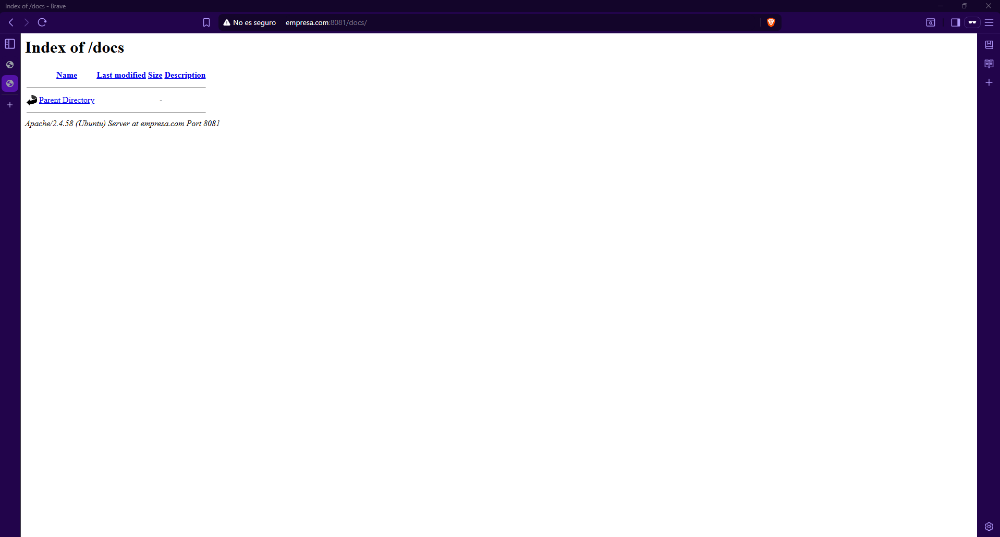 Index of /docs - Brave
No es seguro empresa.com:8081/docs/
Index of /docs
Name Last modified Size Description
Parent Directory -
Apache/2.4.58 (Ubuntu) Server at empresa.com Port 8081